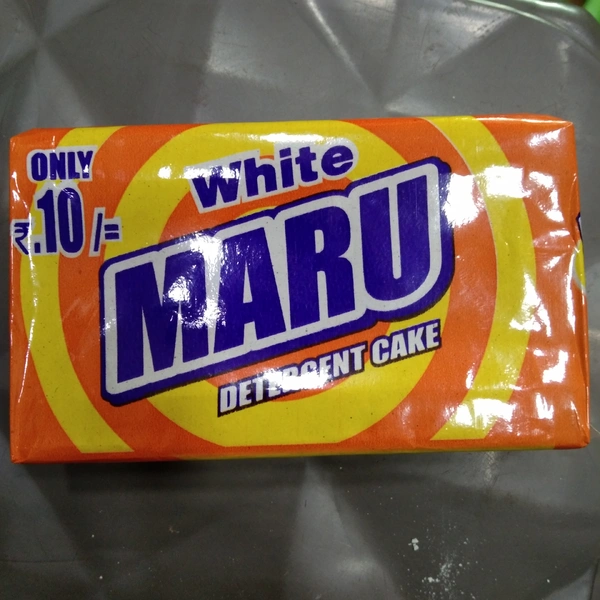 ONLY
₹.10/=
White
MARU
DETERGENT CAKE